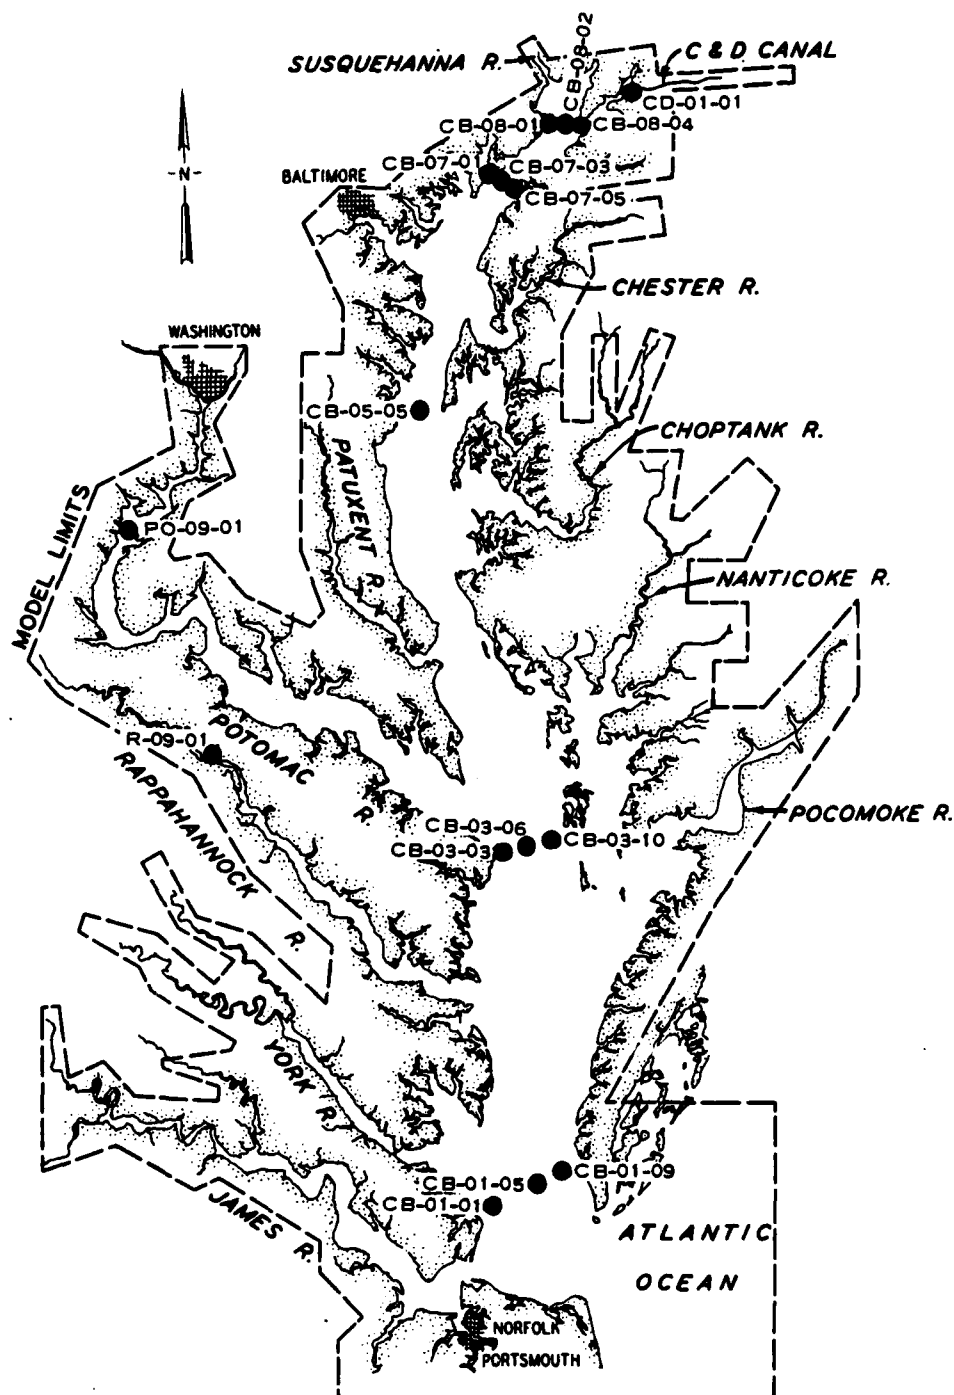 CB-08-02
SUSQUEHANNA R.
C & D CANAL
CD-01-01
CB-08-01
CB-08-04
CB-07-01
CB-07-03
BALTIMORE
CB-07-05
-N-
CHESTER R.
WASHINGTON
CB-05-05
CHOPTANK R.
PATUXENT R.
MODEL LIMITS
PO-09-01
NANTICOKE R.
POTOMAC R.
R-09-01
RAPPAHANNOCK R.
POCOMOKE R.
CB-03-06
CB-03-03
CB-03-10
YORK R.
CB-01-09
CB-01-05
CB-01-01
JAMES R.
ATLANTIC
OCEAN
NORFOLK
PORTSMOUTH